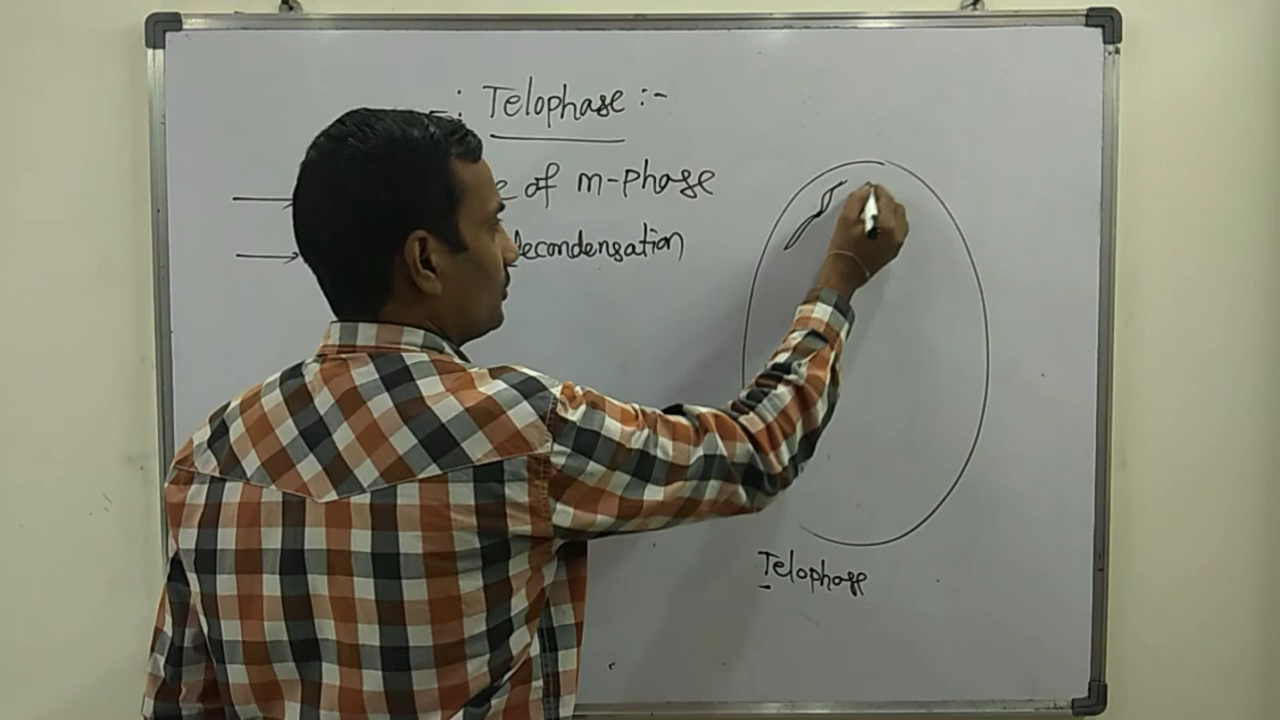 -: Telophase :-
of m-phase
decondensation
Telophase